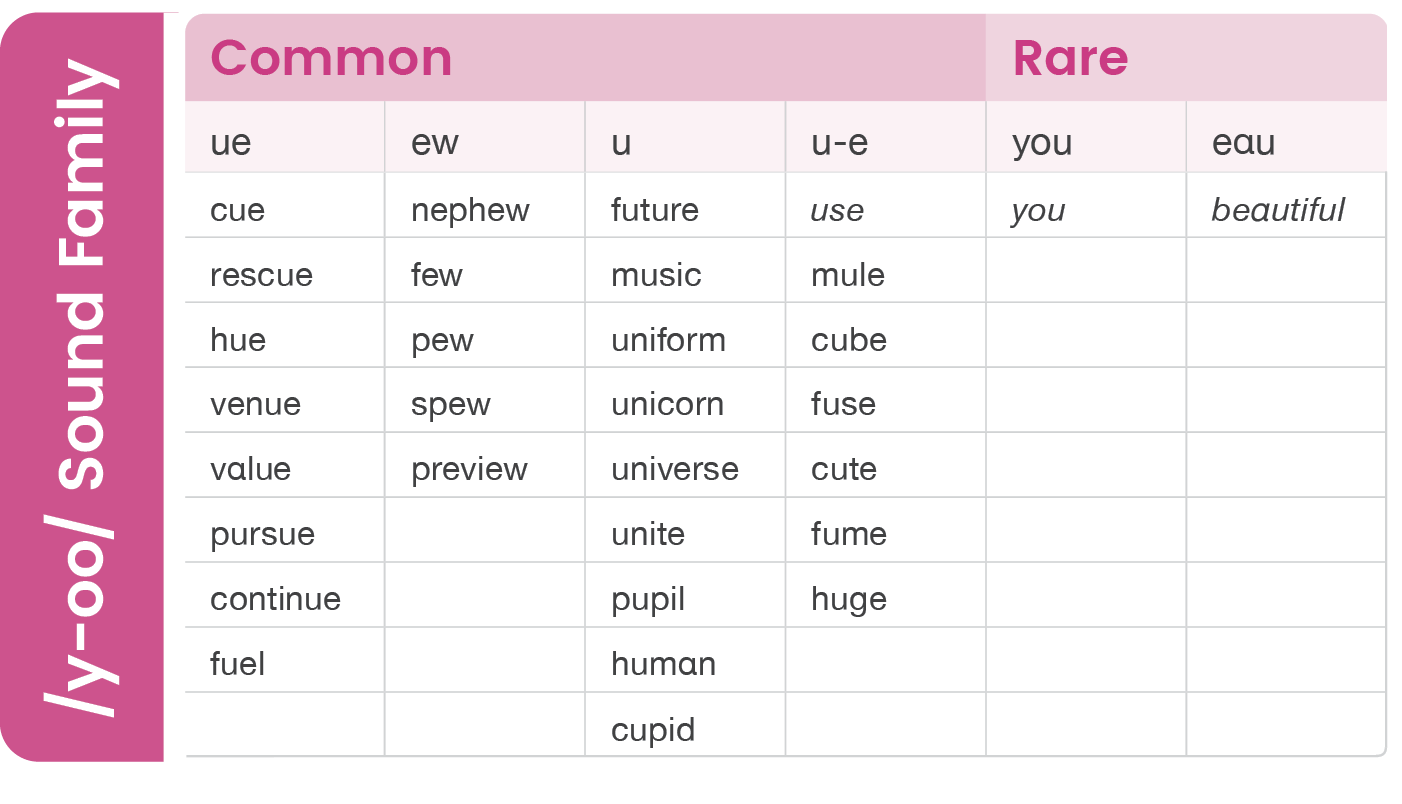 /y-oo/ Sound Family
Common Rare
ue ew u u-e you eau
cue nephew future use you beautiful
rescue few music mule
hue pew uniform cube
venue spew unicorn fuse
value preview universe cute
pursue unite fume
continue pupil huge
fuel human
cupid